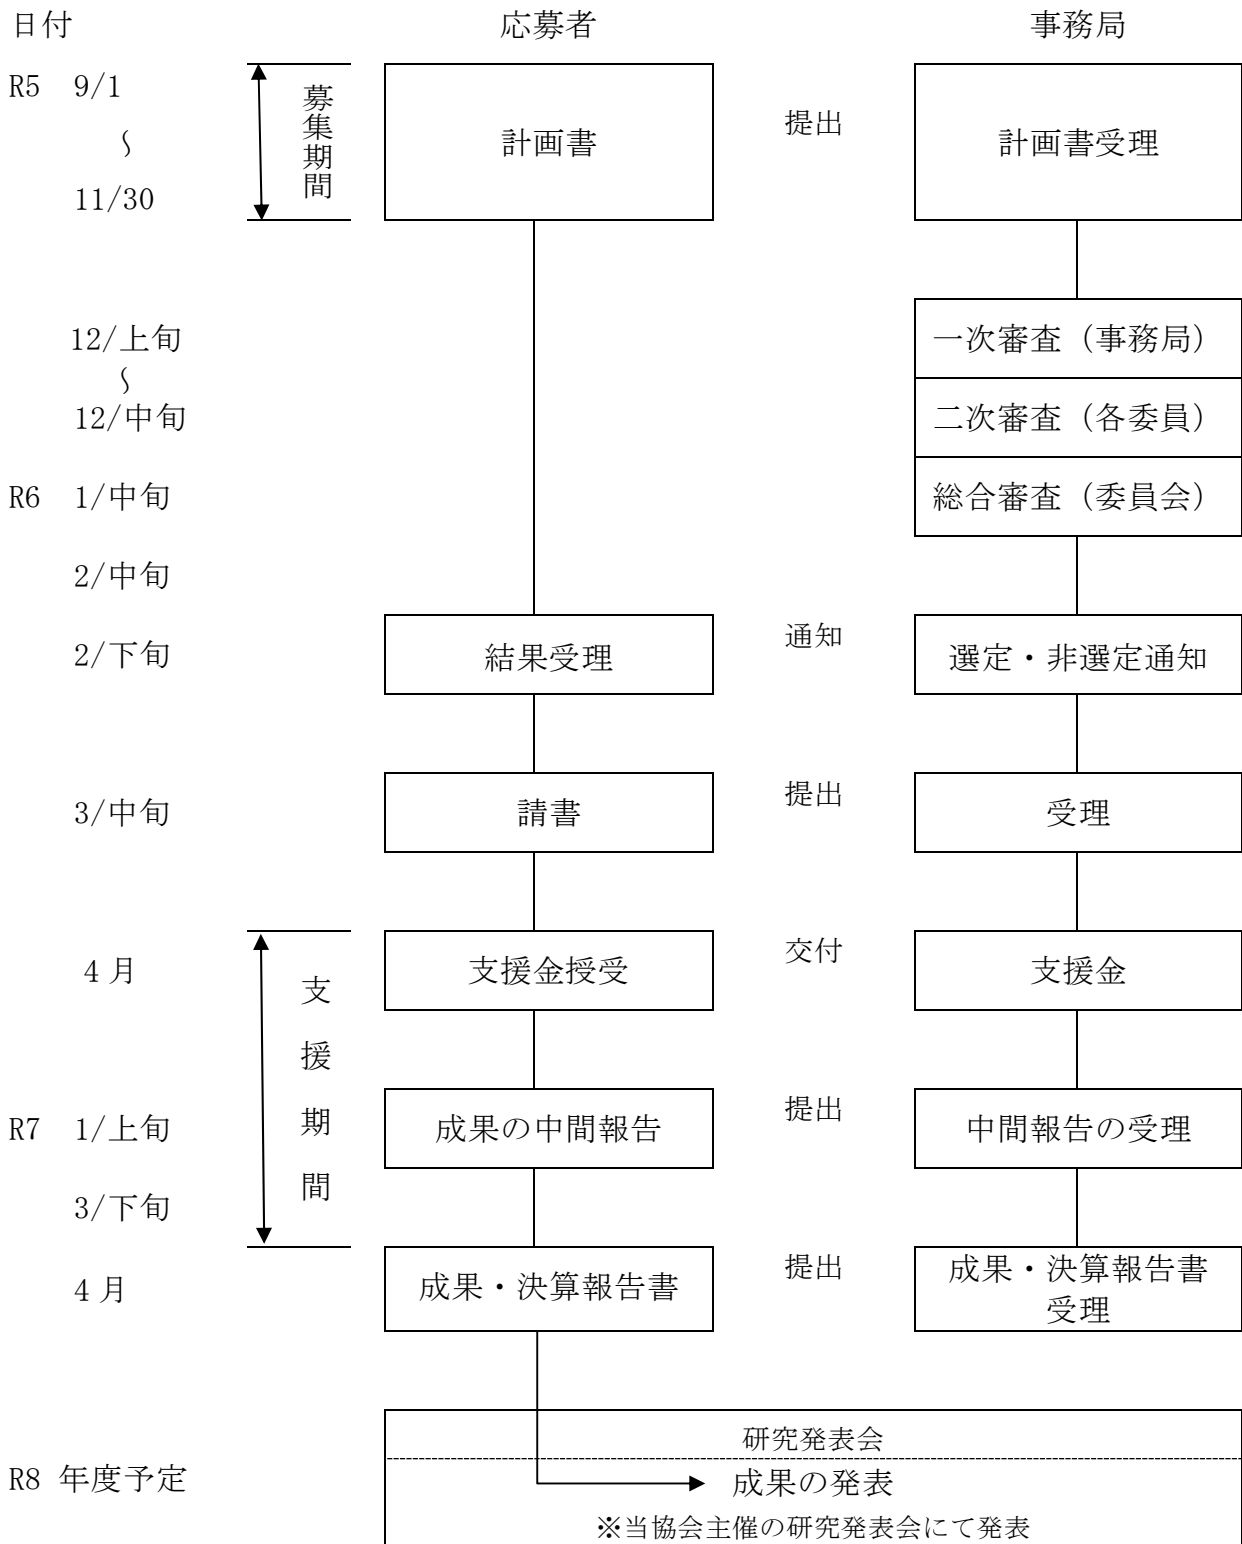 日付 応募者 事務局
R5 9/1
〜
11/30
募集期間
計画書
提出
計画書受理
12/上旬
〜
12/中旬
一次審査（事務局）
二次審査（各委員）
R6 1/中旬
総合審査（委員会）
2/中旬
2/下旬
結果受理
通知
選定・非選定通知
3/中旬
請書
提出
受理
4月
支援期間
支援金授受
交付
支援金
R7 1/上旬
成果の中間報告
提出
中間報告の受理
3/下旬
4月
成果・決算報告書
提出
成果・決算報告書
受理
研究発表会
R8 年度予定
成果の発表
※当協会主催の研究発表会にて発表